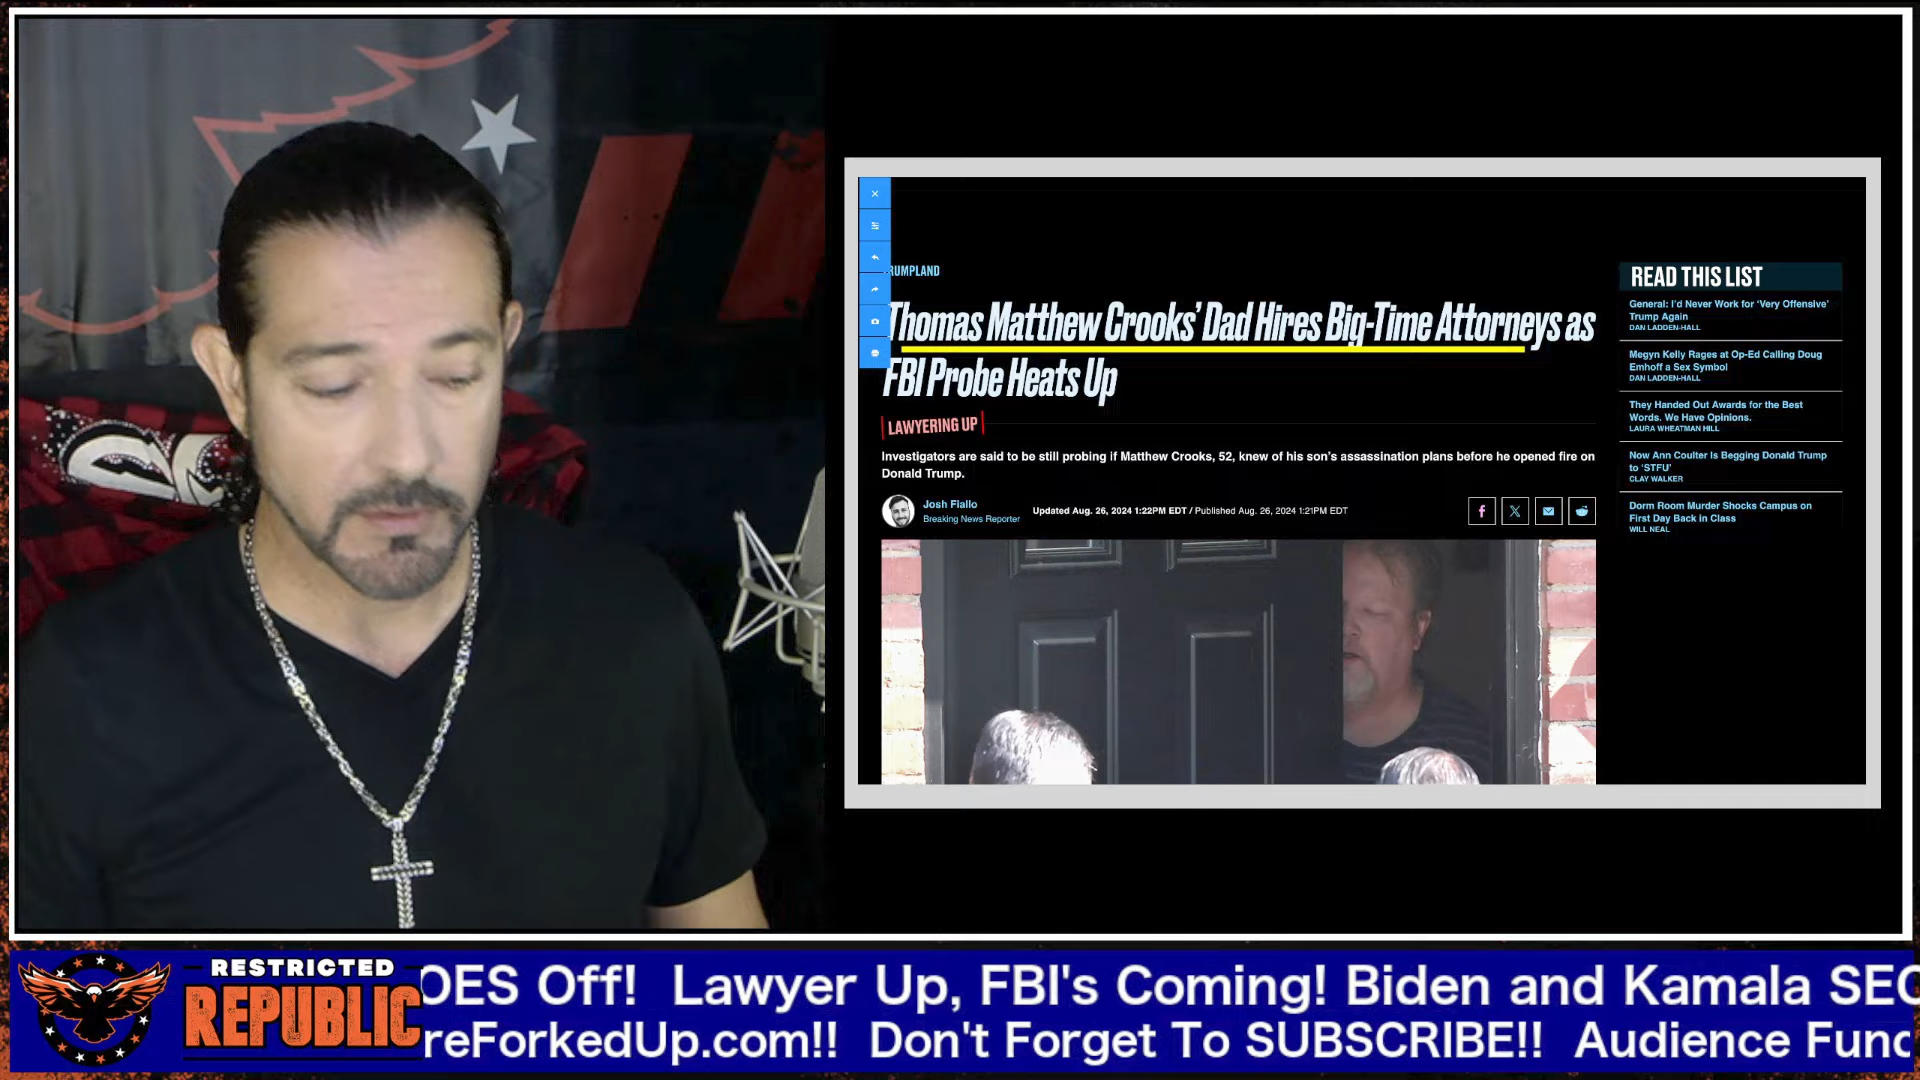 RUMPLAND
Thomas Matthew Crooks' Dad Hires Big-Time Attorneys as
FBI Probe Heats Up
LAWYERING UP
Investigators are said to be still probing if Matthew Crooks, 52, knew of his son's assassination plans before he opened fire on
Donald Trump.
Josh Fiallo
Breaking News Reporter
Updated Aug. 26, 2024 1:22PM EDT / Published Aug. 26, 2024 1:21PM EDT
READ THIS LIST
General: I'd Never Work for 'Very Offensive'
Trump Again
DAN LADDEN-HALL
Megyn Kelly Rages at Op-Ed Calling Doug
Emhoff a Sex Symbol
DAN LADDEN-HALL
They Handed Out Awards for the Best
Words. We Have Opinions.
LAURA WHEATMAN HILL
Now Ann Coulter Is Begging Donald Trump
to 'STFU'
CLAY WALKER
Dorm Room Murder Shocks Campus on
First Day Back in Class
WILL NEAL
RESTRICTED
REPUBLIC
OES Off! Lawyer Up, FBI's Coming! Biden and Kamala SEC
reForkedUp.com!! Don't Forget To SUBSCRIBE!! Audience Func